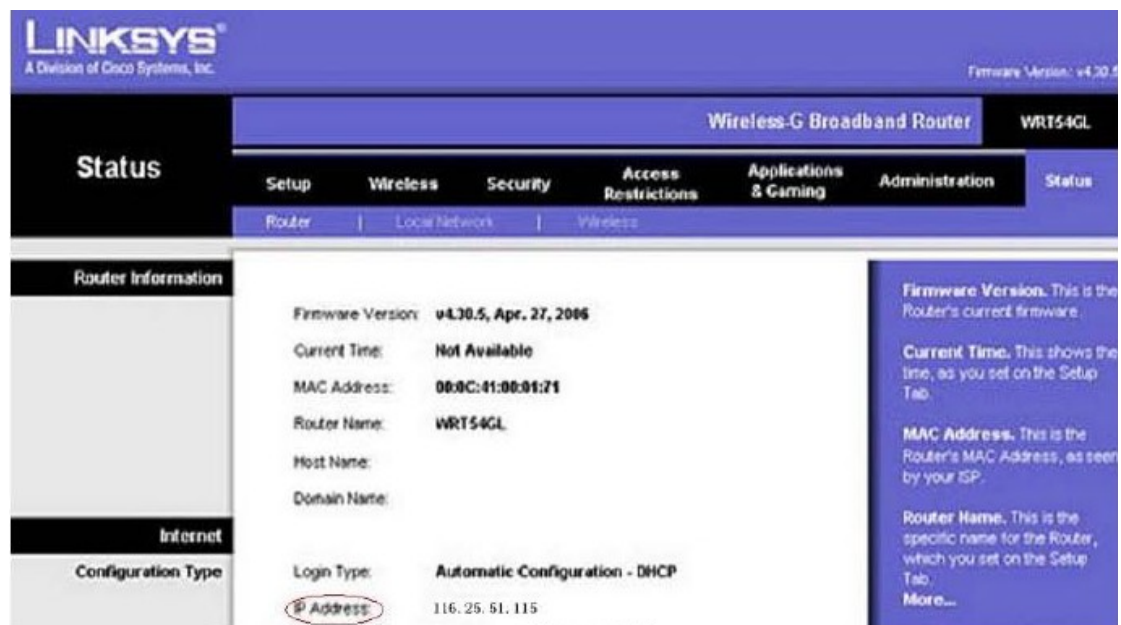 LINKSYS®
A Division of Cisco Systems, Inc.
Firmware Version: v4.30.5
Wireless-G Broadband Router
WRT54GL
Status
Setup Wireless Security Access Restrictions Applications & Gaming Administration Status
Router | Local Network | Wireless
Router Information
Firmware Version: v4.30.5, Apr. 27, 2006
Current Time: Not Available
MAC Address: 00:0C:41:00:01:71
Router Name: WRT54GL
Host Name:
Domain Name:
Internet
Configuration Type
Login Type: Automatic Configuration - DHCP
IP Address: 116.25.51.115
Firmware Version. This is the
Router's current firmware.
Current Time. This shows the
time, as you set on the Setup
Tab.
MAC Address. This is the
Router's MAC Address, as seen
by your ISP.
Router Name. This is the
specific name for the Router,
which you set on the Setup
Tab.
More...